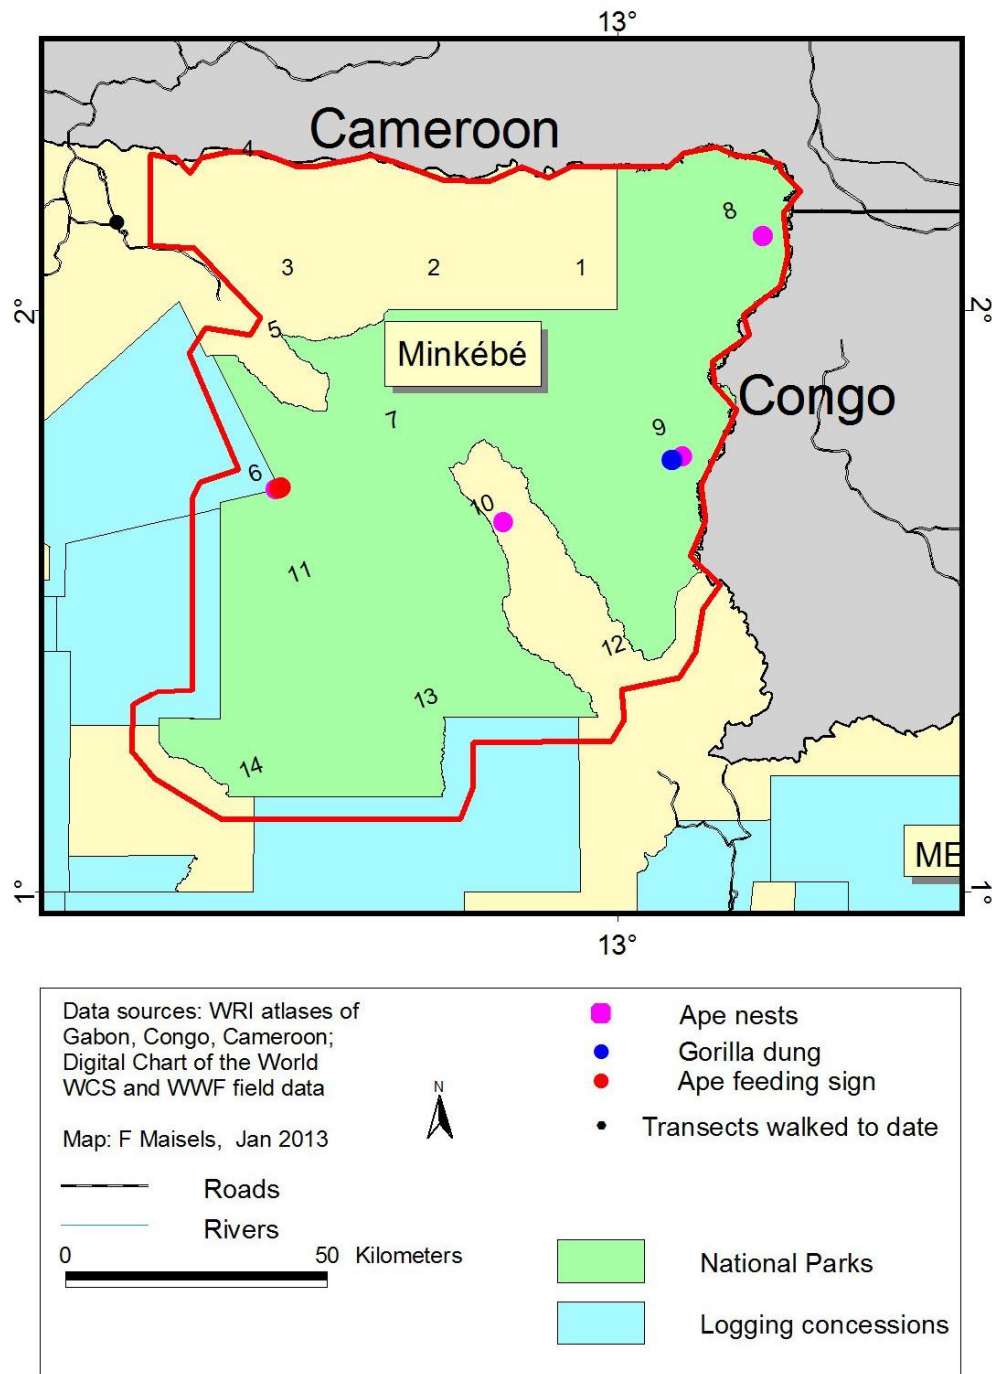 13°
Cameroon
4
8
3
2
1
2°
2°
5
Minkébé
Congo
7
9
6
10
11
12
13
14
ME
1°
1°
13°
Data sources: WRI atlases of
Gabon, Congo, Cameroon;
Digital Chart of the World
WCS and WWF field data
Map: F Maisels, Jan 2013
N
Ape nests
Gorilla dung
Ape feeding sign
Transects walked to date
Roads
Rivers
0 50 Kilometers
National Parks
Logging concessions